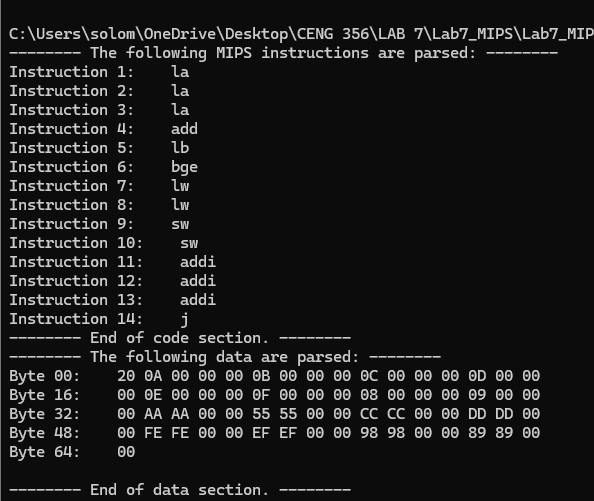 C:\Users\solom\OneDrive\Desktop\CENG 356\LAB 7\Lab7_MIPS\Lab7_MIP
-------- The following MIPS instructions are parsed: --------
Instruction 1:    la
Instruction 2:    la
Instruction 3:    la
Instruction 4:    add
Instruction 5:    lb
Instruction 6:    bge
Instruction 7:    lw
Instruction 8:    lw
Instruction 9:    sw
Instruction 10:    sw
Instruction 11:    addi
Instruction 12:    addi
Instruction 13:    addi
Instruction 14:    j
-------- End of code section. --------
-------- The following data are parsed: --------
Byte 00:    20 0A 00 00 00 0B 00 00 00 0C 00 00 00 0D 00 00
Byte 16:    00 0E 00 00 00 0F 00 00 00 08 00 00 00 09 00 00
Byte 32:    00 AA AA 00 00 55 55 00 00 CC CC 00 00 DD DD 00
Byte 48:    00 FE FE 00 00 EF EF 00 00 98 98 00 00 89 89 00
Byte 64:    00
-------- End of data section. --------